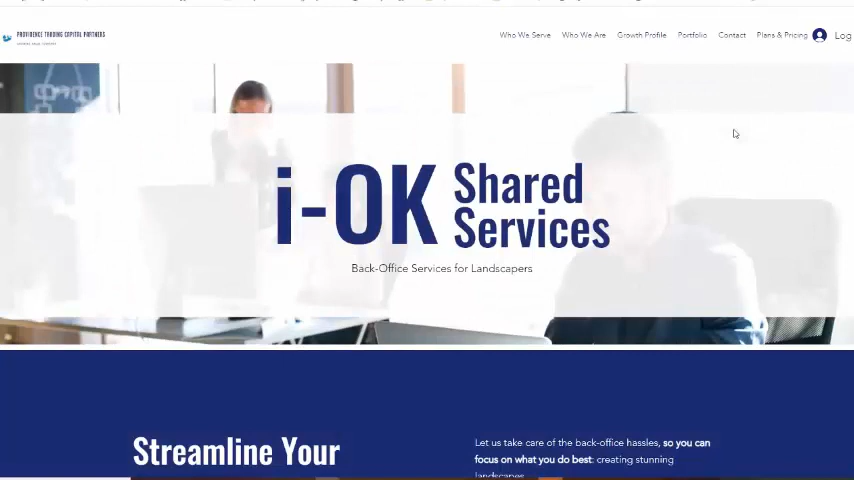 PROVIDENCE TRADING CAPITAL PARTNERS
Who We Serve Who We Are Growth Profile Portfolio Contact Plans & Pricing Log
i-OK Shared Services
Back-Office Services for Landscapers
Streamline Your
Let us take care of the back-office hassles, so you can
focus on what you do best: creating stunning
landscapes